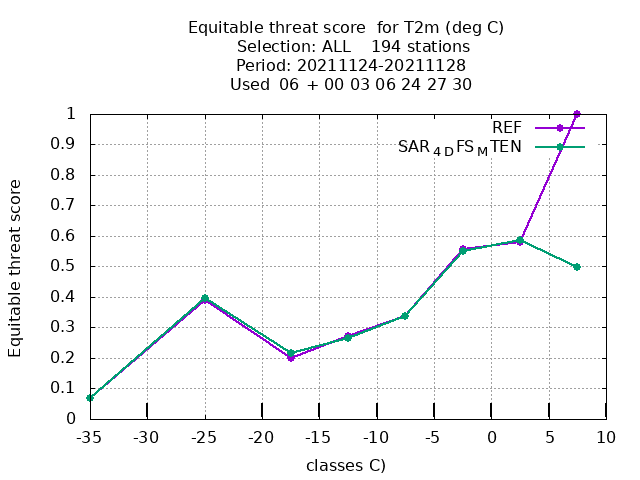 Equitable threat score for T2m (deg C)
Selection: ALL 194 stations
Period: 20211124-20211128
Used 06 + 00 03 06 24 27 30
REF
SAR4DFSMTEN
Equitable threat score
1
0.9
0.8
0.7
0.6
0.5
0.4
0.3
0.2
0.1
0
-35 -30 -25 -20 -15 -10 -5 0 5 10
classes C)